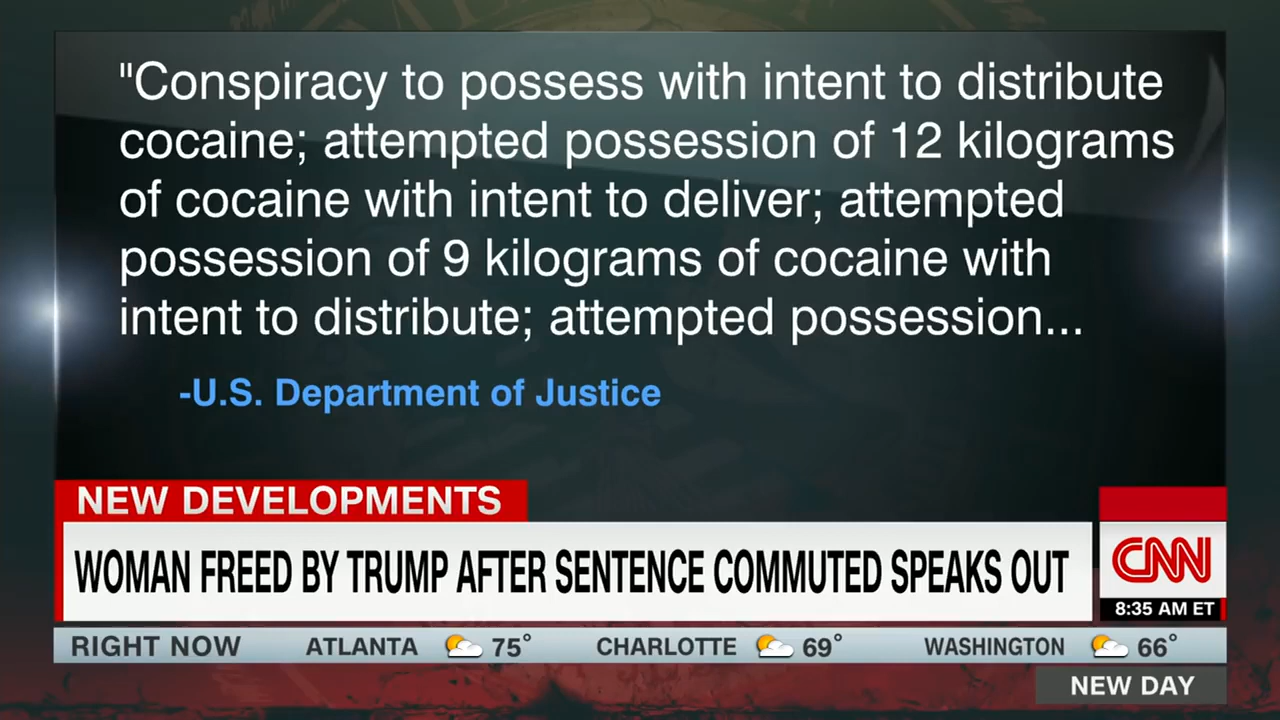 "Conspiracy to possess with intent to distribute
cocaine; attempted possession of 12 kilograms
of cocaine with intent to deliver; attempted
possession of 9 kilograms of cocaine with
intent to distribute; attempted possession...
-U.S. Department of Justice
NEW DEVELOPMENTS
WOMAN FREED BY TRUMP AFTER SENTENCE COMMUTED SPEAKS OUT
CNN
8:35 AM ET
RIGHT NOW ATLANTA 75° CHARLOTTE 69° WASHINGTON 66°
NEW DAY